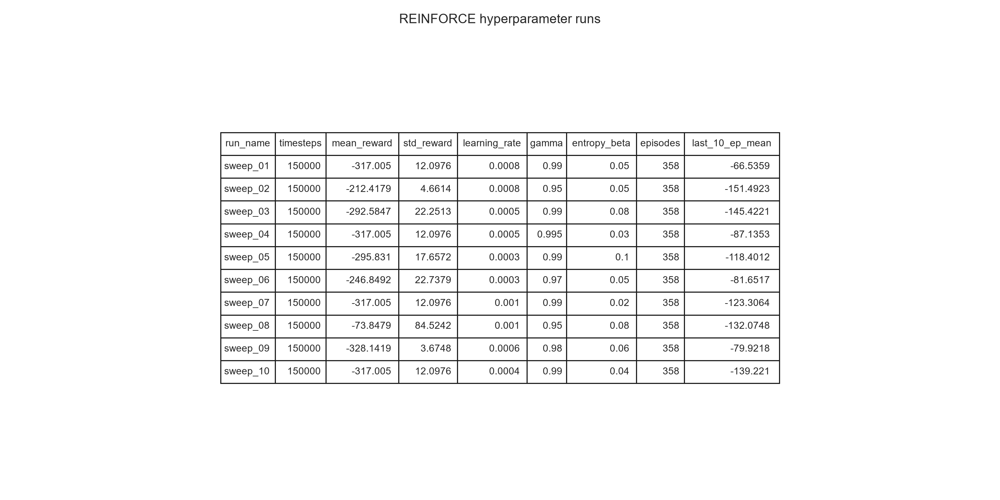 REINFORCE hyperparameter runs
run_name timesteps mean_reward std_reward learning_rate gamma entropy_beta episodes last_10_ep_mean
sweep_01 150000 -317.005 12.0976 0.0008 0.99 0.05 358 -66.5359
sweep_02 150000 -212.4179 4.6614 0.0008 0.95 0.05 358 -151.4923
sweep_03 150000 -292.5847 22.2513 0.0005 0.99 0.08 358 -145.4221
sweep_04 150000 -317.005 12.0976 0.0005 0.995 0.03 358 -87.1353
sweep_05 150000 -295.831 17.6572 0.0003 0.99 0.1 358 -118.4012
sweep_06 150000 -246.8492 22.7379 0.0003 0.97 0.05 358 -81.6517
sweep_07 150000 -317.005 12.0976 0.001 0.99 0.02 358 -123.3064
sweep_08 150000 -73.8479 84.5242 0.001 0.95 0.08 358 -132.0748
sweep_09 150000 -328.1419 3.6748 0.0006 0.98 0.06 358 -79.9218
sweep_10 150000 -317.005 12.0976 0.0004 0.99 0.04 358 -139.221